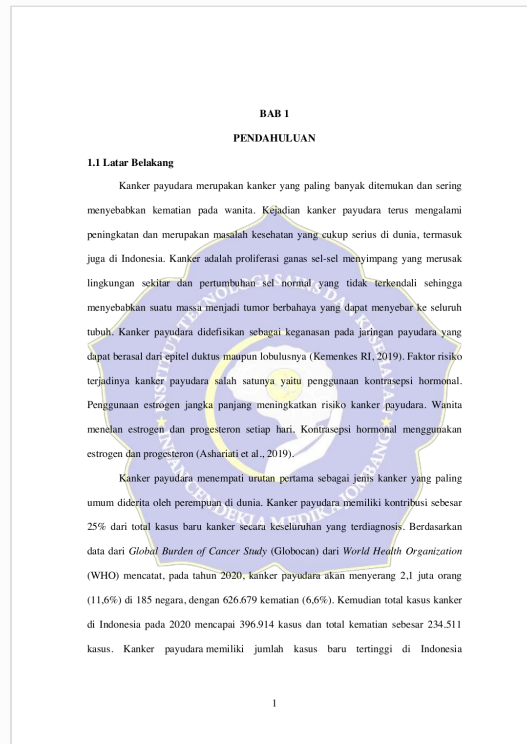 BAB 1
PENDAHULUAN
1.1 Latar Belakang
Kanker payudara merupakan kanker yang paling banyak ditemukan dan sering
menyebabkan kematian pada wanita. Kejadian kanker payudara terus mengalami
peningkatan dan merupakan masalah kesehatan yang cukup serius di dunia, termasuk
juga di Indonesia. Kanker adalah proliferasi ganas sel-sel menyimpang yang merusak
lingkungan sekitar dan pertumbuhan sel normal yang tidak terkendali sehingga
menyebabkan suatu massa menjadi tumor berbahaya yang dapat menyebar ke seluruh
tubuh. Kanker payudara didefisikan sebagai keganasan pada jaringan payudara yang
dapat berasal dari epitel duktus maupun lobulusnya (Kemenkes RI, 2019). Faktor risiko
terjadinya kanker payudara salah satunya yaitu penggunaan kontrasepsi hormonal.
Penggunaan estrogen jangka panjang meningkatkan risiko kanker payudara. Wanita
menelan estrogen dan progesteron setiap hari. Kontrasepsi hormonal menggunakan
estrogen dan progesteron (Ashariati et al., 2019).
Kanker payudara menempati urutan pertama sebagai jenis kanker yang paling
umum diderita oleh perempuan di dunia. Kanker payudara memiliki kontribusi sebesar
25% dari total kasus baru kanker secara keseluruhan yang terdiagnosis. Berdasarkan
data dari Global Burden of Cancer Study (Globocan) dari World Health Organization
(WHO) mencatat, pada tahun 2020, kanker payudara akan menyerang 2,1 juta orang
(11,6%) di 185 negara, dengan 626.679 kematian (6,6%). Kemudian total kasus kanker
di Indonesia pada 2020 mencapai 396.914 kasus dan total kematian sebesar 234.511
kasus. Kanker payudara memiliki jumlah kasus baru tertinggi di Indonesia
1
INSTITUT TEKNOLOGI SAINS DAN KESEHATAN
INSAN CENDEKIA MEDIKA JOMBANG